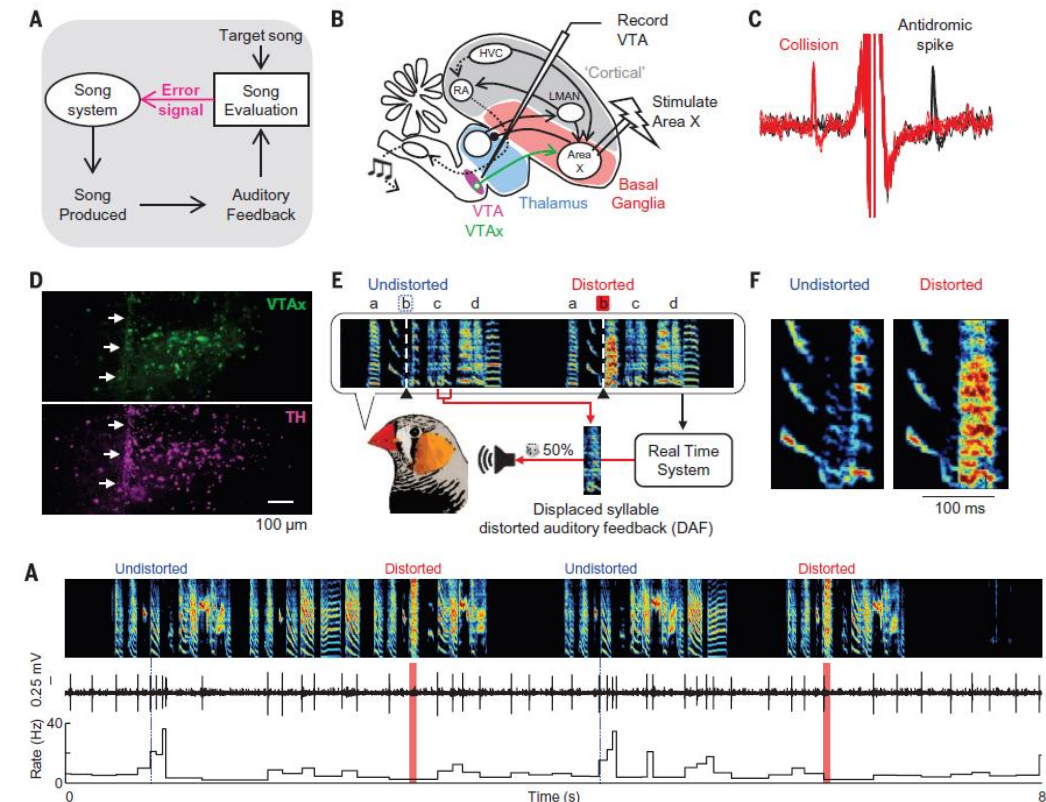 A
Target song
Song
system
Error
signal
Song
Evaluation
Song
Produced
Auditory
Feedback
B
Record
VTA
HVC
'Cortical'
RA
LMAN
Stimulate
Area X
Area
X
Basal
Ganglia
VTA
Thalamus
VTAx
C
Collision
Antidromic
spike
D
VTAx
TH
100 µm
E
Undistorted
Distorted
a b c d a b c d
50%
Real Time
System
Displaced syllable
distorted auditory feedback (DAF)
F
Undistorted
Distorted
100 ms
A
Undistorted
Distorted
Undistorted
Distorted
0.25 mV
Rate (Hz)
40
0
0
Time (s)
8